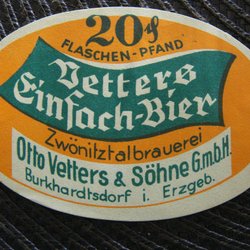 20₰
FLASCHEN-PFAND
Vetters
Einfach-Bier
Zwönitztalbrauerei
Otto Vetters & Söhne G.m.b.H.
Burkhardtsdorf i. Erzgeb.